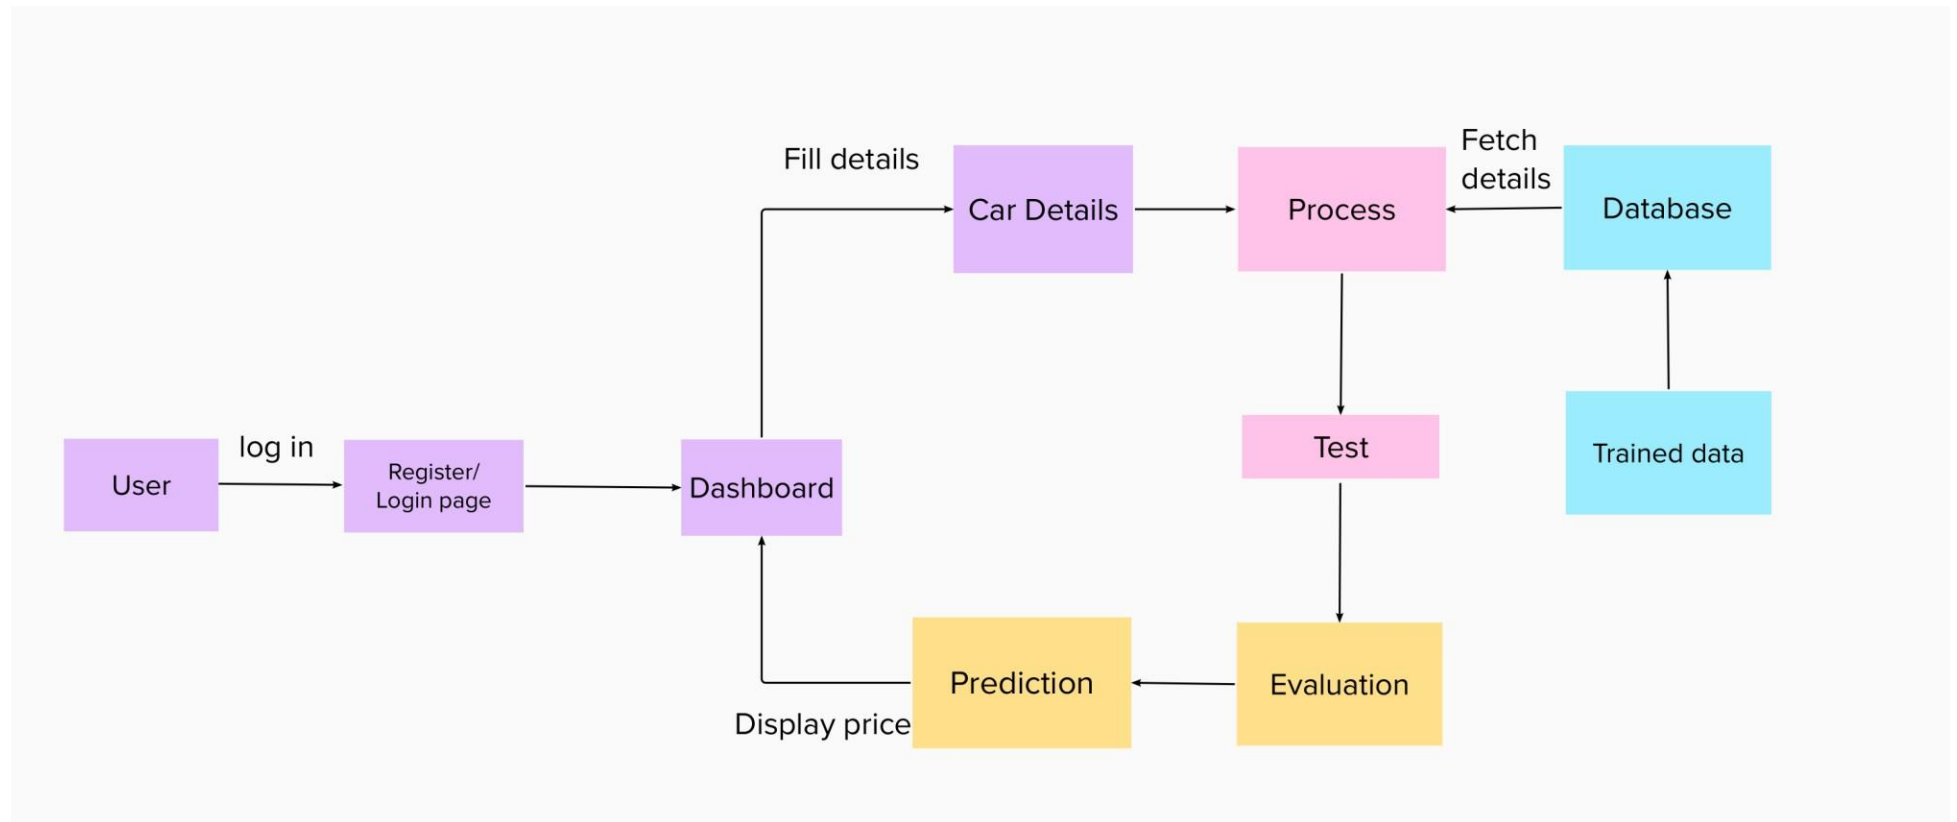 Fetch
details
Fill details
Car Details
Process
Database
log in
Register/
Login page
User
Dashboard
Test
Trained data
Prediction
Evaluation
Display price